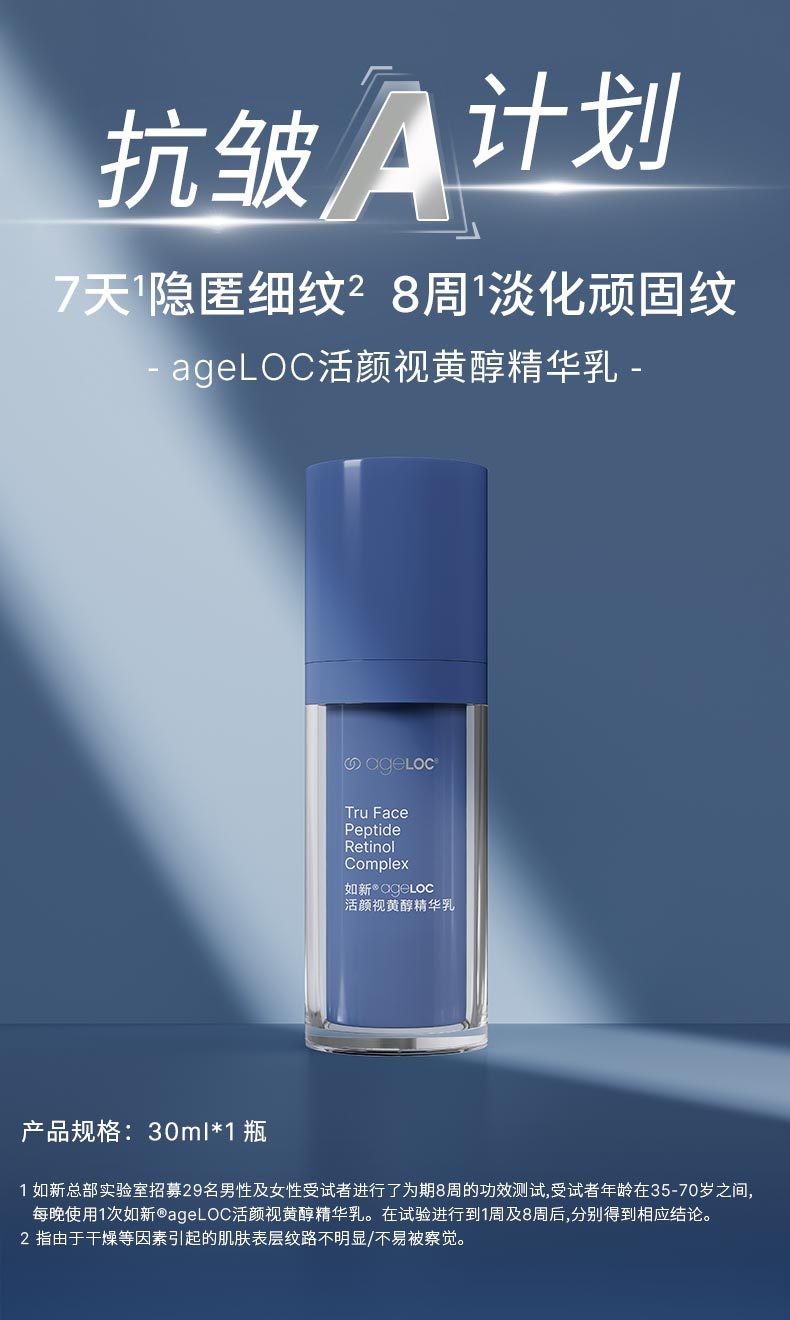 抗皱A计划
7天¹隐匿细纹² 8周¹淡化顽固纹
- ageLOC活颜视黄醇精华乳 -
ageLOC®
Tru Face
Peptide
Retinol
Complex
如新®ageLOC
活颜视黄醇精华乳
产品规格：30ml*1 瓶
1 如新总部实验室招募29名男性及女性受试者进行了为期8周的功效测试,受试者年龄在35-70岁之间,
每晚使用1次如新®ageLOC活颜视黄醇精华乳。在试验进行到1周及8周后,分别得到相应结论。
2 指由于干燥等因素引起的肌肤表层纹路不明显/不易被察觉。